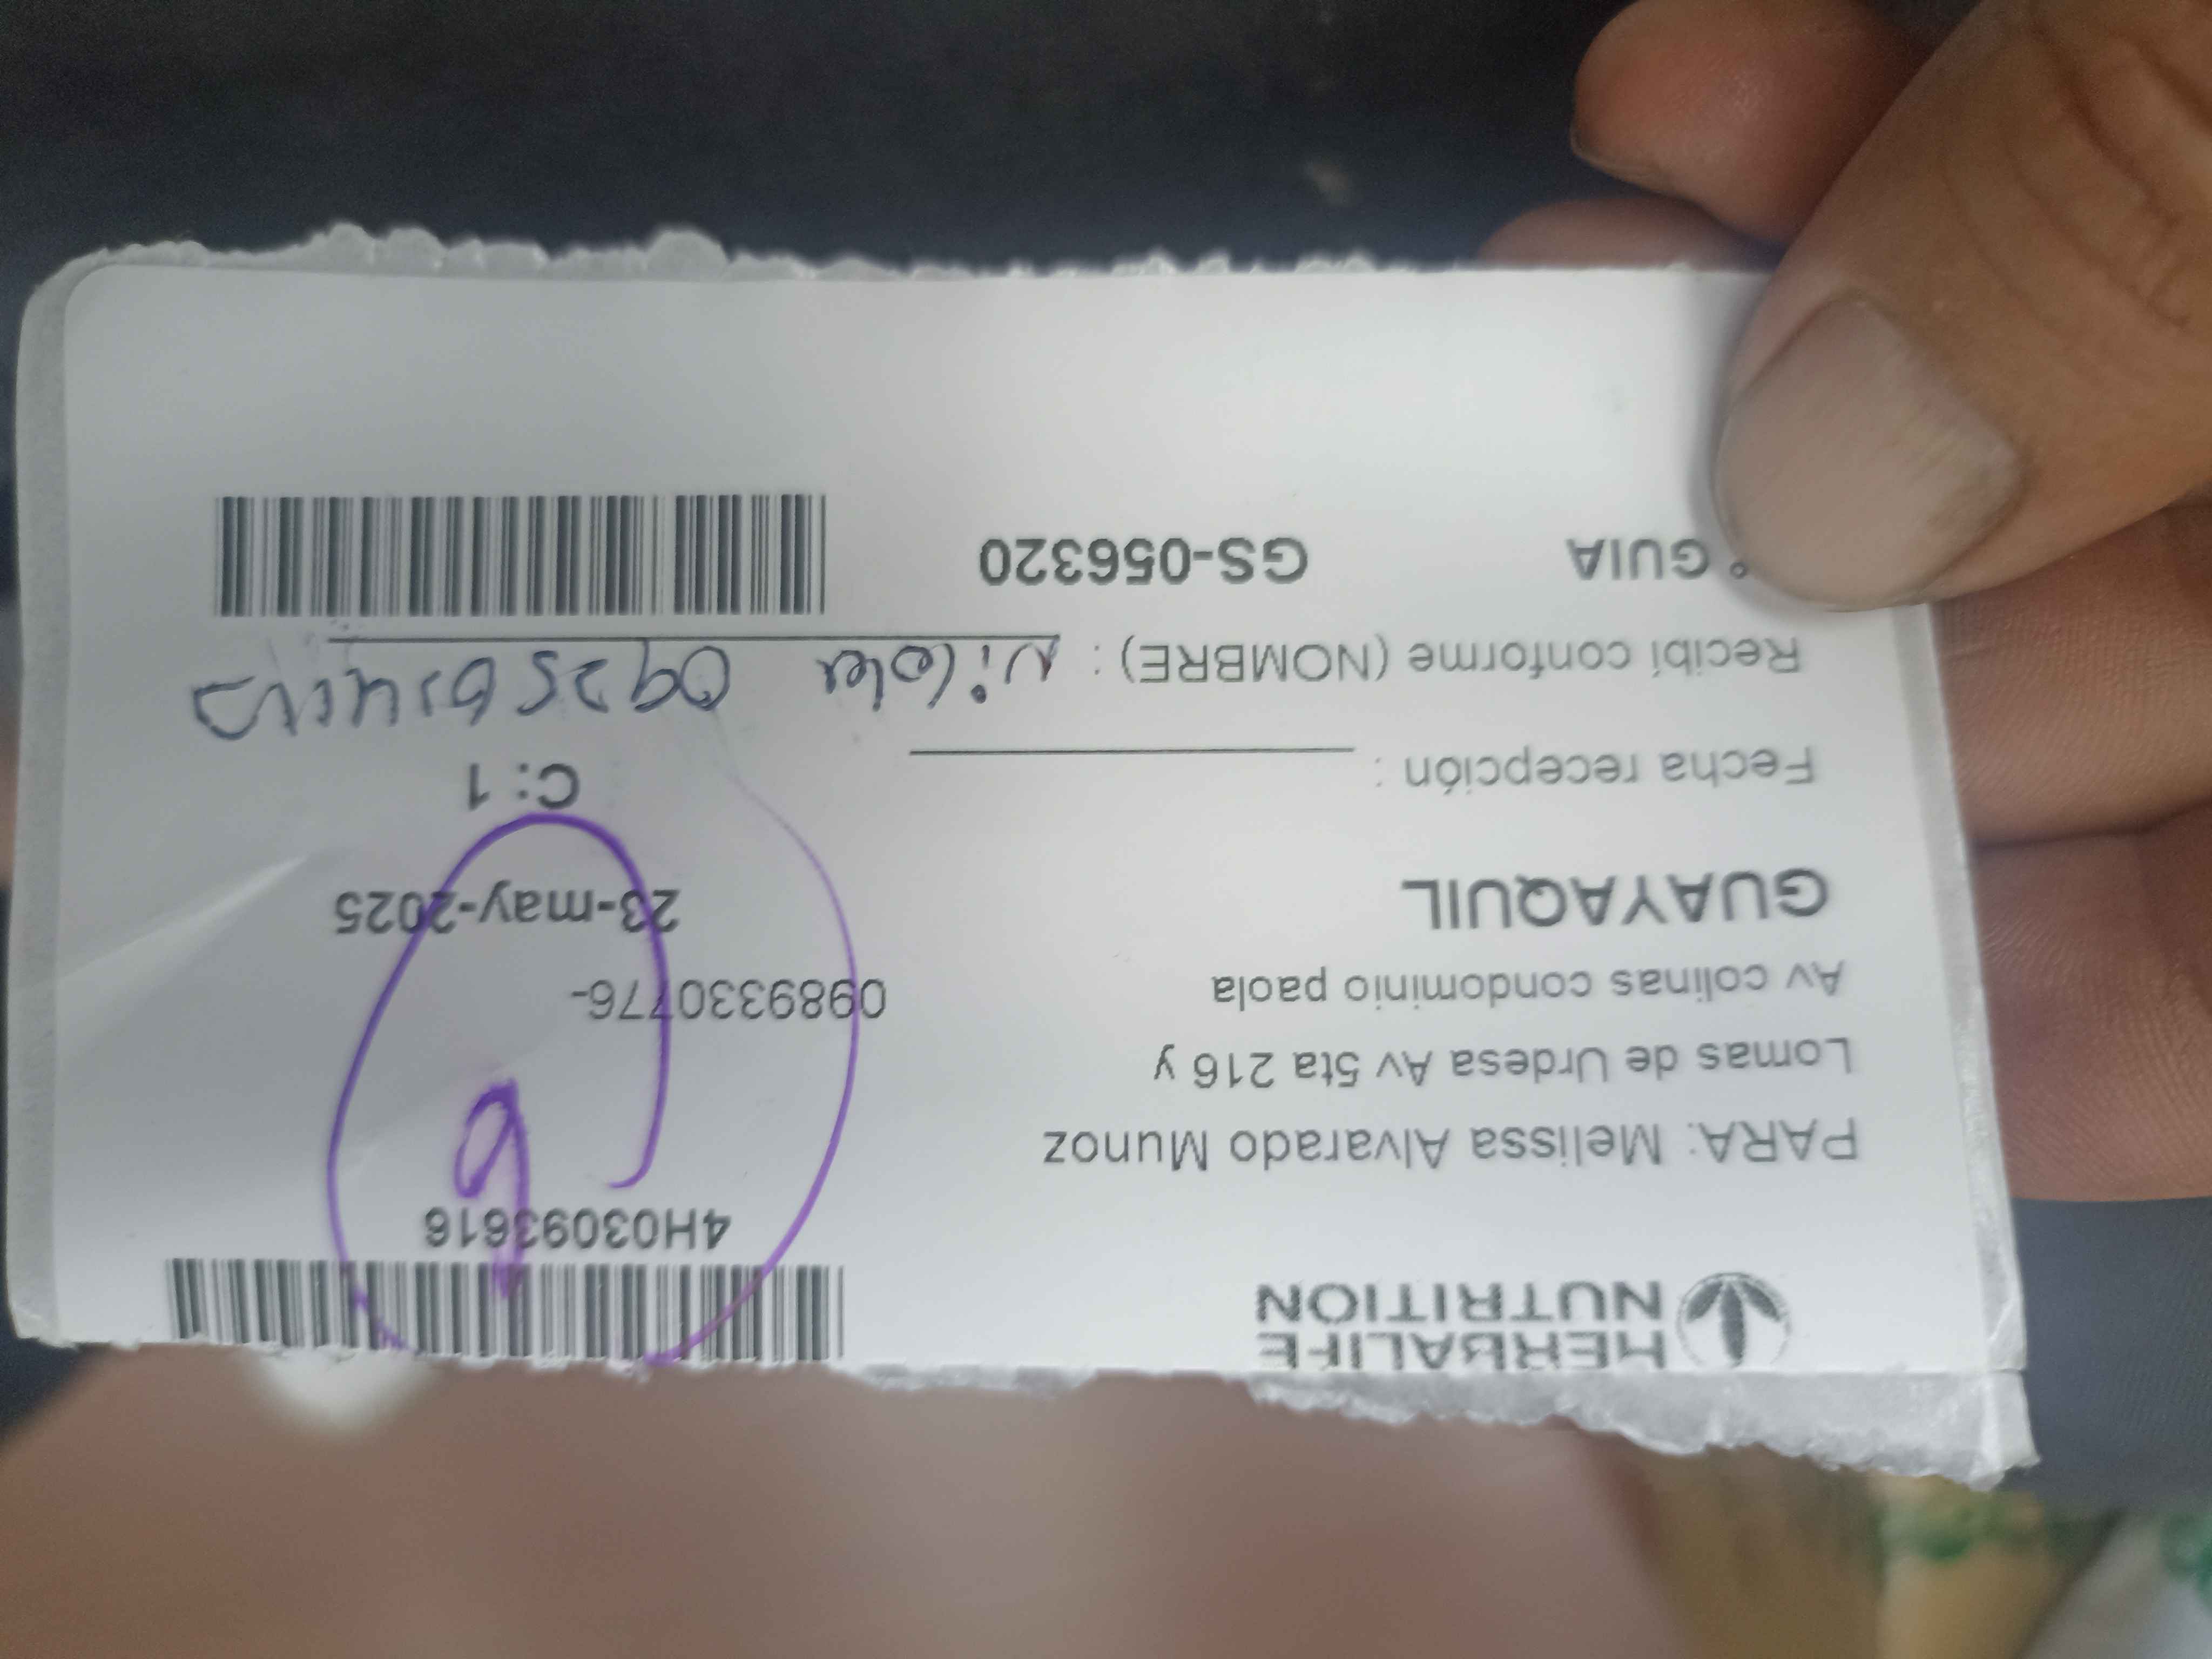 HERBALIFE
NUTRITION
4H03093616
PARA: Melissa Alvarado Munoz
Lomas de Urdesa Av 5ta 216 y
Av colinas condominio paola
0989330776-
GUAYAQUIL
23-may-2025
C: 1
Fecha recepción :
Recibí conforme (NOMBRE) :
° GUIA GS-056320